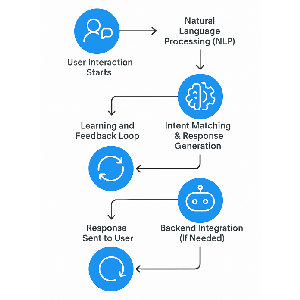 Natural
Language
Processing (NLP)
User Interaction
Starts
Learning and
Feedback Loop
Intent Matching
& Response
Generation
Response
Sent to User
Backend Integration
(If Needed)